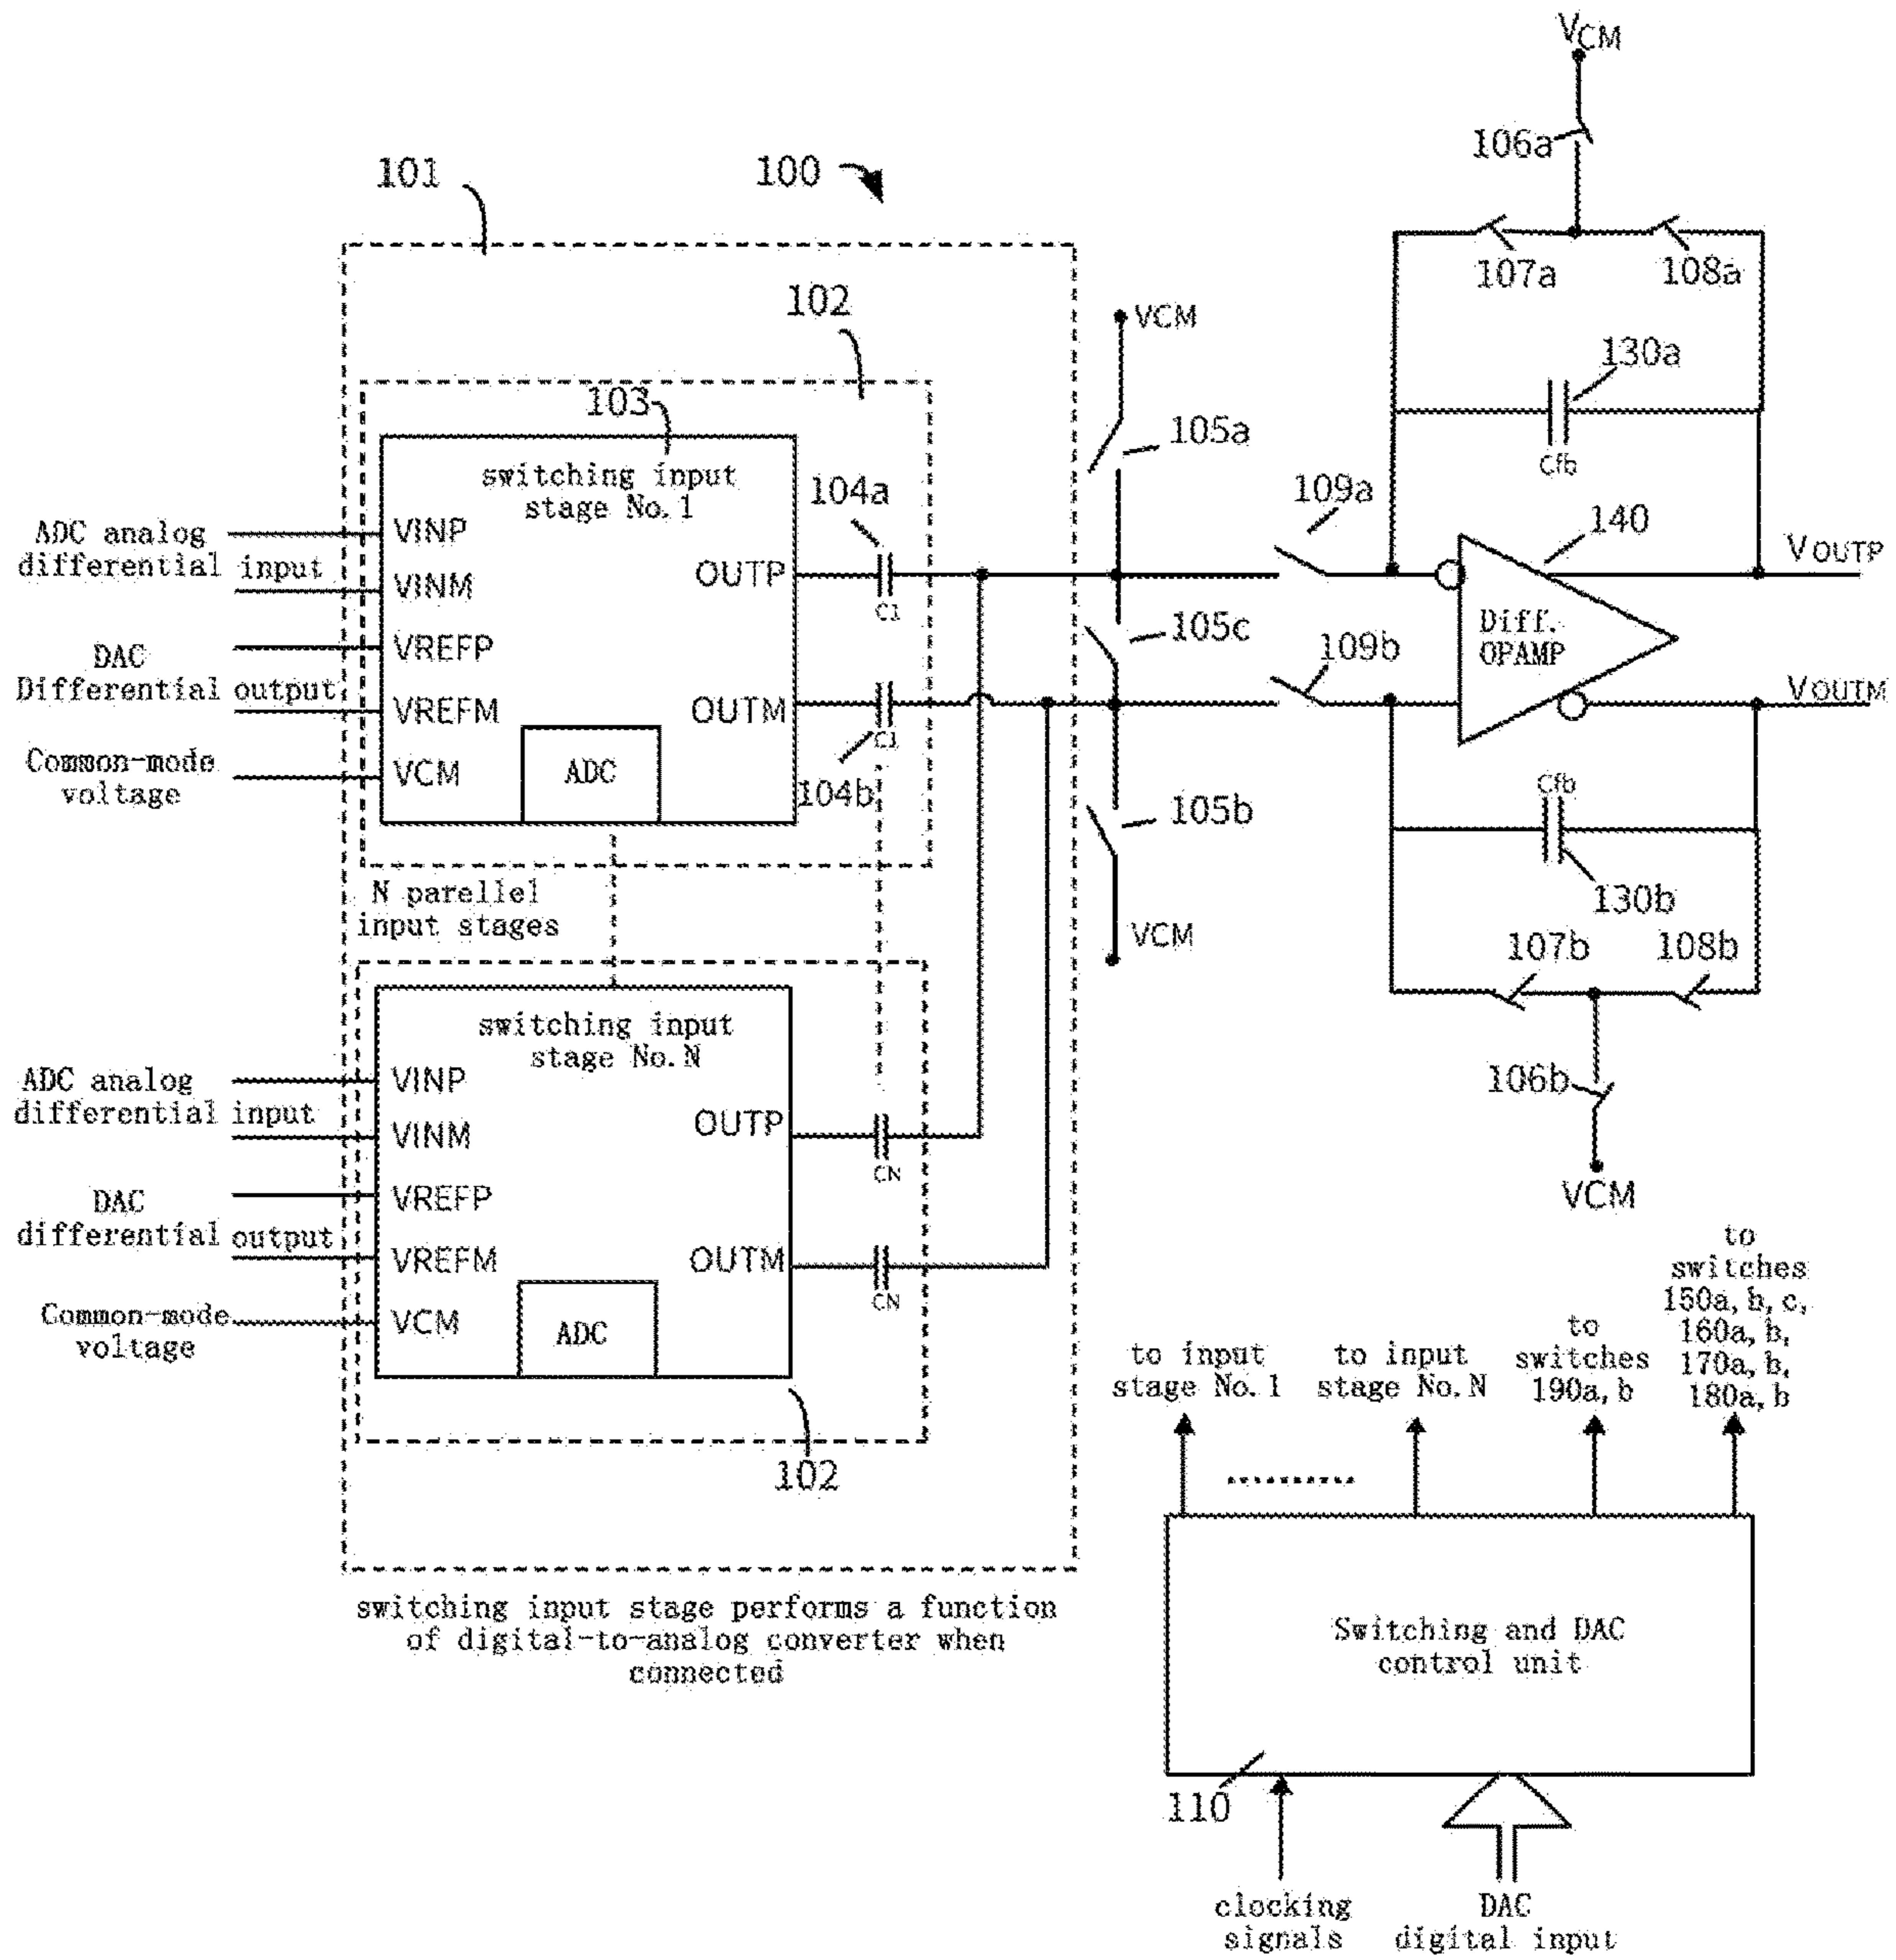 VCM
106a
101
100
107a
108a
102
VCM
130a
103
Cfb
105a
switching input
stage No.1
104a
109a
140
ADC analog
differential input
VINP
VINM
OUTP
C1
VOUTP
DAC
Differential output
VREFP
VREFM
105c
109b
Diff.
OPAMP
OUTM
C1
VOUTM
Common-mode
voltage
VCM
ADC
104b
105b
Cfb
N parellel
input stages
130b
VCM
107b
108b
switching input
stage No.N
106b
ADC analog
differential input
VINP
VINM
OUTP
CN
VCM
DAC
differential output
VREFP
VREFM
OUTM
CN
Common-mode
voltage
VCM
ADC
102
to input
stage No.1
to input
stage No.N
to
switches
190a,b
to
switches
150a,b,c,
160a,b,
170a,b,
180a,b
switching input stage performs a function
of digital-to-analog converter when
connected
Switching and DAC
control unit
110
clocking
signals
DAC
digital input